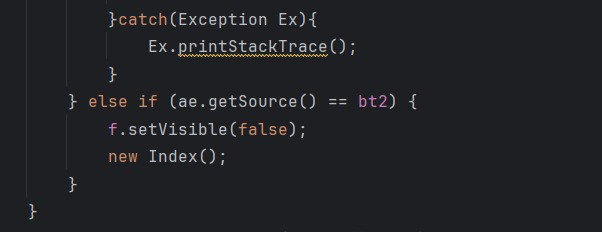 }catch(Exception Ex){
Ex.printStackTrace();
}
} else if (ae.getSource() == bt2) {
f.setVisible(false);
new Index();
}
}